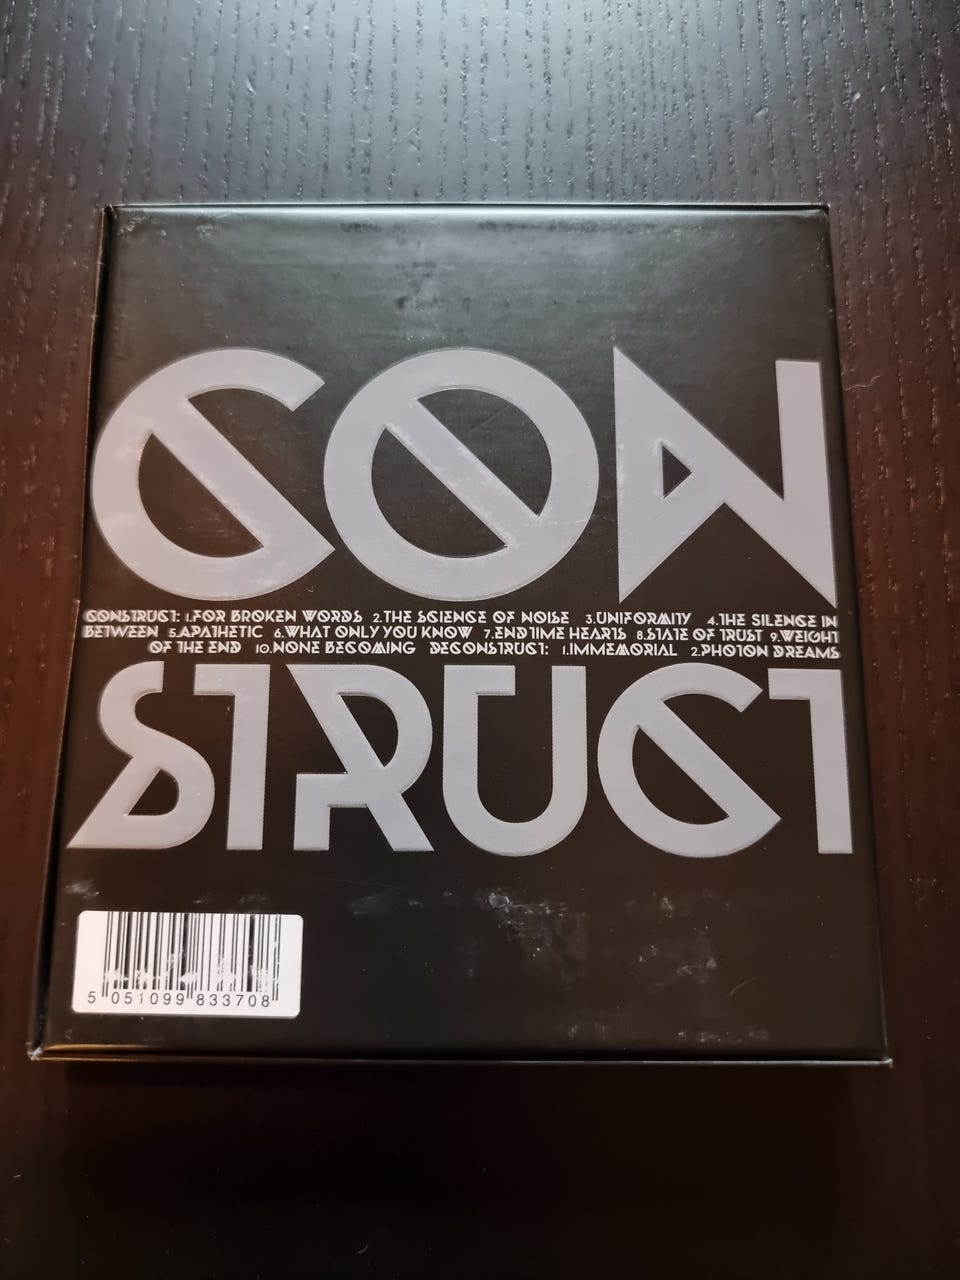 CON
CONSTRUCT: 1.FOR BROKEN WORDS 2.THE SCIENCE OF NOISE 3.UNIFORMITY 4.THE SILENCE IN
BETWEEN 5.APATHETIC 6.WHAT ONLY YOU KNOW 7.ENDTIME HEARTS 8.STATE OF TRUST 9.WEIGHT
OF THE END 10.NONE BECOMING DECONSTRUCT: 1.IMMEMORIAL 2.PHOTON DREAMS
STRUCT
5 051099 833708